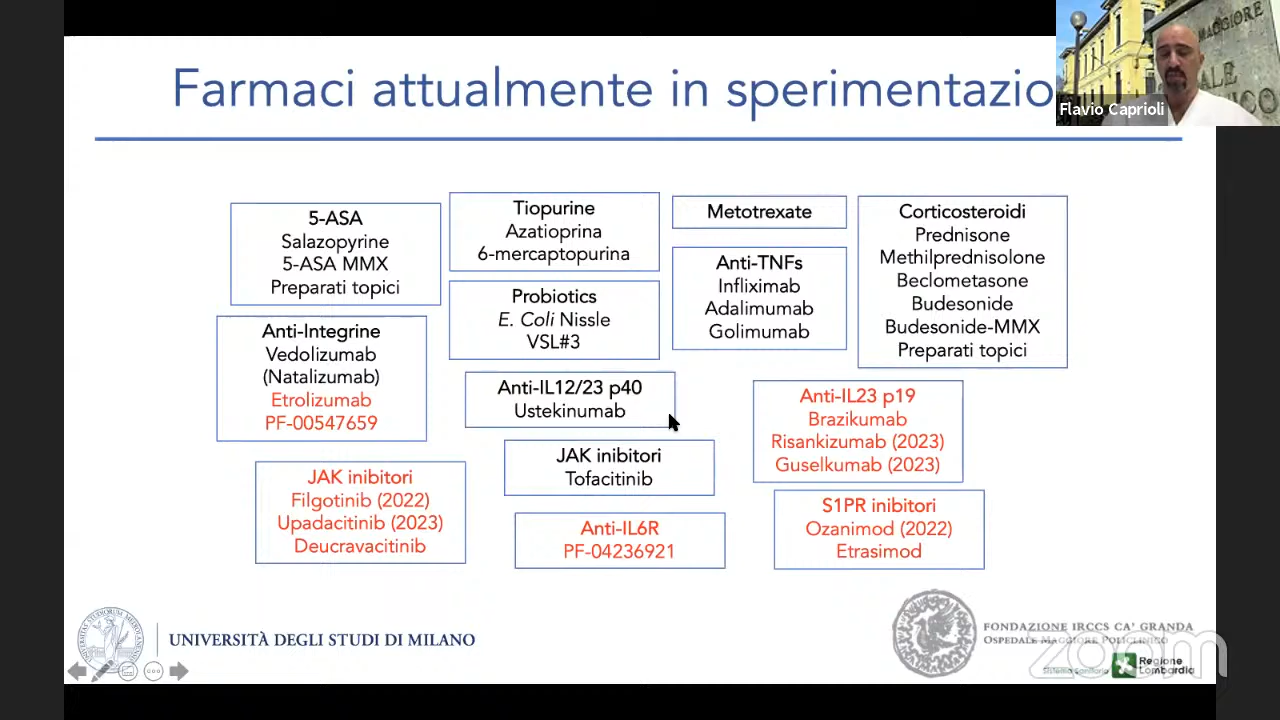 Farmaci attualmente in sperimentazio
MAGGIORE
Flavio Caprioli
5-ASA
Salazopyrine
5-ASA MMX
Preparati topici
Tiopurine
Azatioprina
6-mercaptopurina
Metotrexate
Corticosteroidi
Prednisone
Methilprednisolone
Beclometasone
Budesonide
Budesonide-MMX
Preparati topici
Anti-TNFs
Infliximab
Adalimumab
Golimumab
Probiotics
E. Coli Nissle
VSL#3
Anti-Integrine
Vedolizumab
(Natalizumab)
Etrolizumab
PF-00547659
Anti-IL12/23 p40
Ustekinumab
Anti-IL23 p19
Brazikumab
Risankizumab (2023)
Guselkumab (2023)
JAK inibitori
Tofacitinib
JAK inibitori
Filgotinib (2022)
Upadacitinib (2023)
Deucravacitinib
Anti-IL6R
PF-04236921
S1PR inibitori
Ozanimod (2022)
Etrasimod
UNIVERSITÀ DEGLI STUDI DI MILANO
FONDAZIONE IRCCS CA' GRANDA
OSPEDALE MAGGIORE POLICLINICO
Sistema Sanitario
Regione
Lombardia
zoom